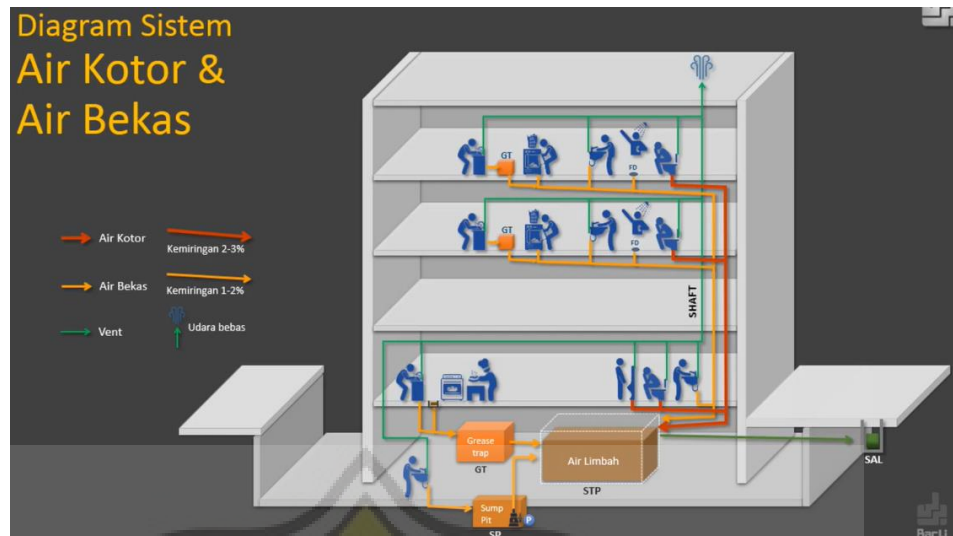 Diagram Sistem
Air Kotor &
Air Bekas
GT
FD
GT
FD
Air Kotor
Kemiringan 2-3%
Air Bekas
Kemiringan 1-2%
Vent
Udara bebas
SHAFT
Grease
trap
GT
Air Limbah
STP
SAL
Sump
Pit
P
SP